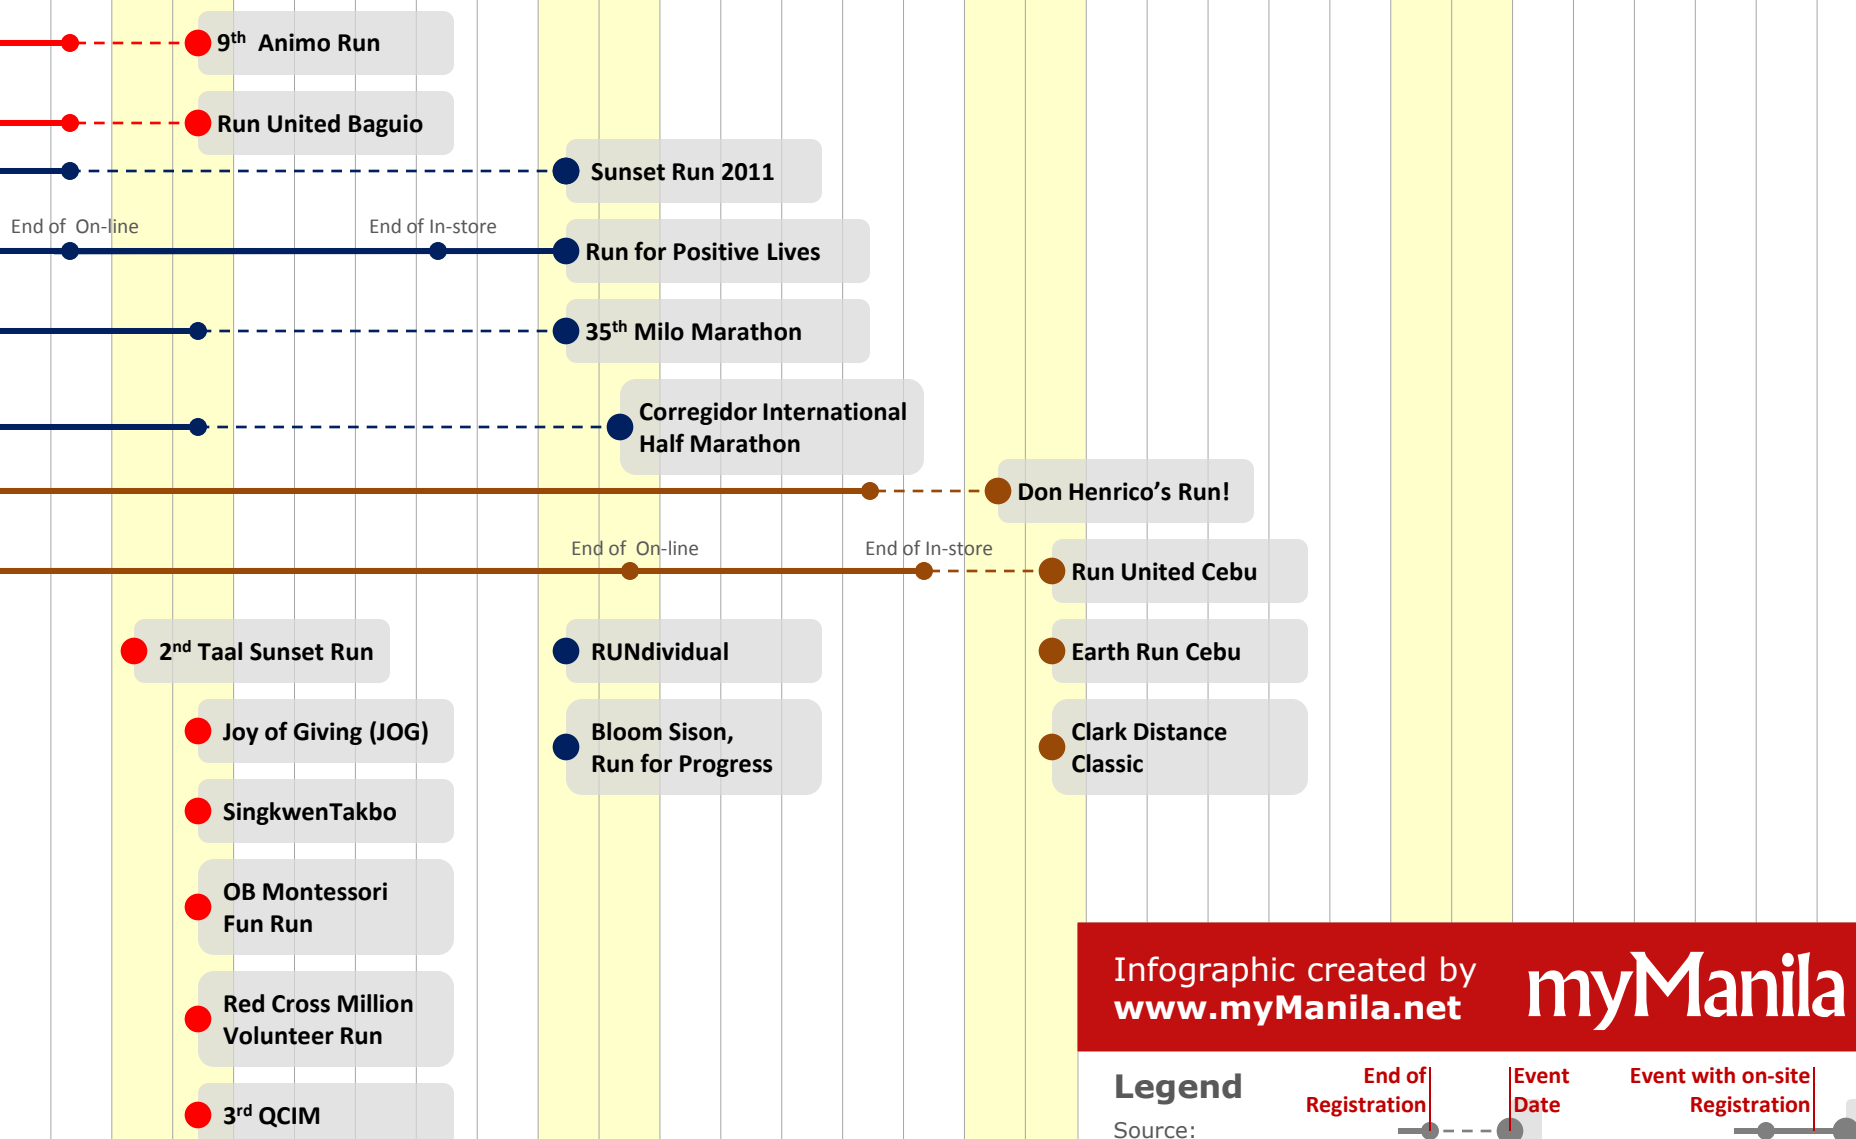 9th Animo Run
Run United Baguio
Sunset Run 2011
End of On-line
End of In-store
Run for Positive Lives
35th Milo Marathon
Corregidor International
Half Marathon
Don Henrico’s Run!
End of On-line
End of In-store
Run United Cebu
2nd Taal Sunset Run
RUNdividual
Earth Run Cebu
Joy of Giving (JOG)
Bloom Sison,
Run for Progress
Clark Distance
Classic
SingkwenTakbo
OB Montessori
Fun Run
Red Cross Million
Volunteer Run
3rd QCIM
Infographic created by
www.myManila.net
myManila
Legend
End of
Registration
Event
Date
Event with on-site
Registration
Source: